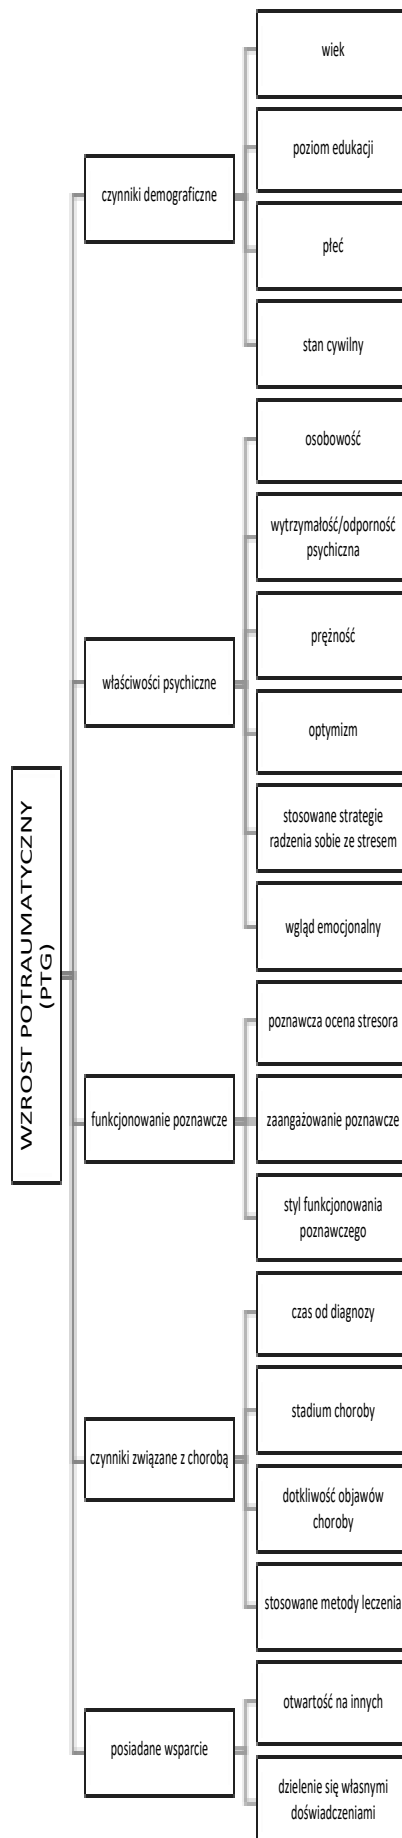 WZROST POTRAUMATYCZNY
(PTG)
czynniki demograficzne
wiek
poziom edukacji
płeć
stan cywilny
właściwości psychiczne
osobowość
wytrzymałość/odporność
psychiczna
prężność
optymizm
stosowane strategie
radzenia sobie ze stresem
wgląd emocjonalny
funkcjonowanie poznawcze
poznawcza ocena stresora
zaangażowanie poznawcze
styl funkcjonowania
poznawczego
czynniki związane z chorobą
czas od diagnozy
stadium choroby
dotkliwość objawów
choroby
stosowane metody leczenia
posiadane wsparcie
otwartość na innych
dzielenie się własnymi
doświadczeniami